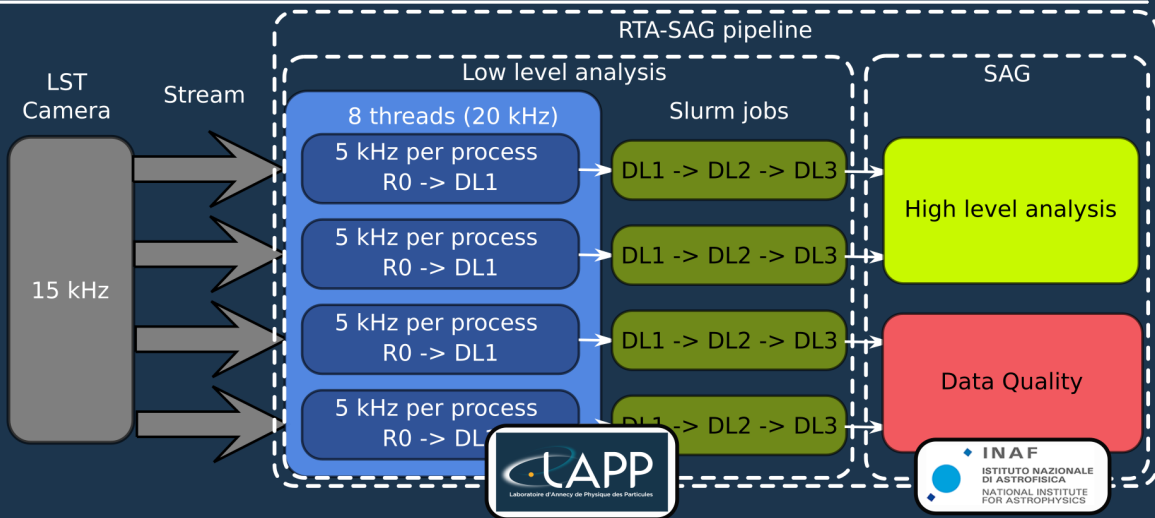 RTA-SAG pipeline
LST
Camera
Stream
Low level analysis
SAG
8 threads (20 kHz)
Slurm jobs
15 kHz
5 kHz per process
R0 -> DL1
DL1 -> DL2 -> DL3
5 kHz per process
R0 -> DL1
DL1 -> DL2 -> DL3
5 kHz per process
R0 -> DL1
DL1 -> DL2 -> DL3
5 kHz per process
R0 -> DL
DL1 -> DL2 -> DL3
High level analysis
Data Quality
LAPP
Laboratoire d'Annecy de Physique des Particules
INAF
ISTITUTO NAZIONALE
DI ASTROFISICA
NATIONAL INSTITUTE
FOR ASTROPHYSICS